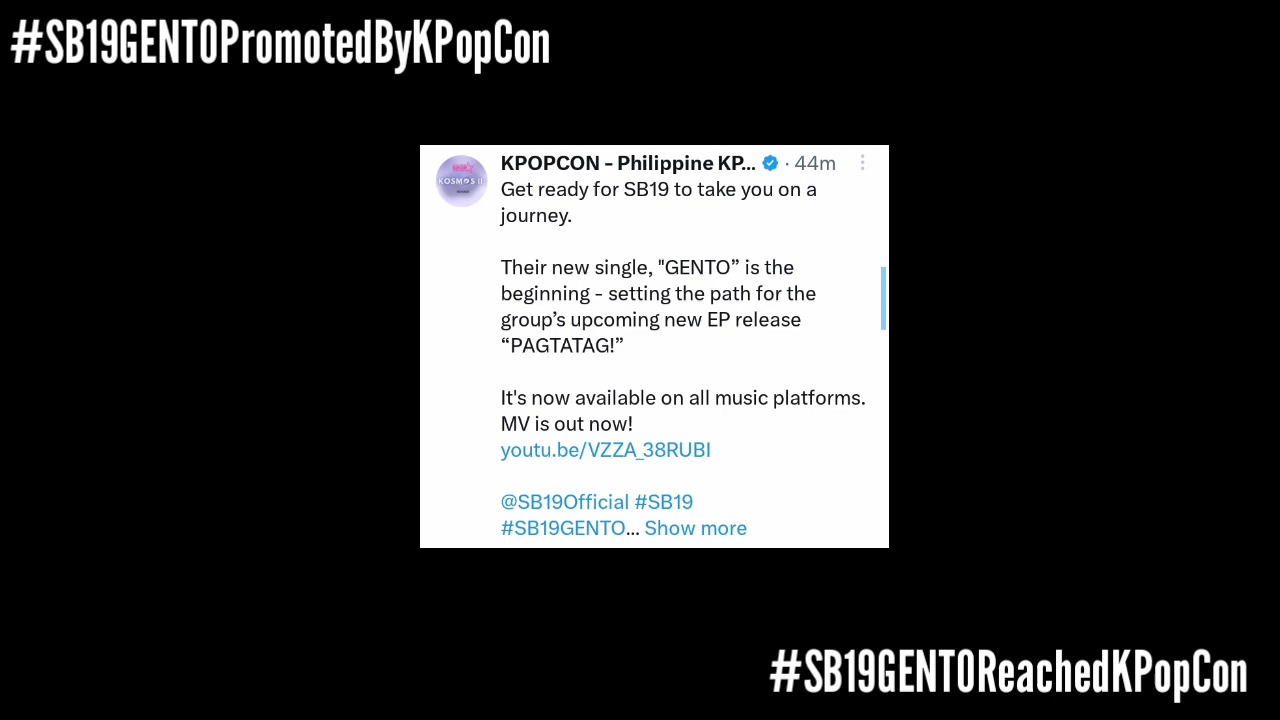 #SB19GENTOPromotedByKPopCon
KPOPCON - Philippine KP... · 44m
KOSMOS II
Get ready for SB19 to take you on a
journey.
Their new single, "GENTO” is the
beginning - setting the path for the
group’s upcoming new EP release
“PAGTATAG!”
It's now available on all music platforms.
MV is out now!
youtu.be/VZZA_38RUBI
@SB19Official #SB19
#SB19GENTO... Show more
#SB19GENTOReachedKPopCon